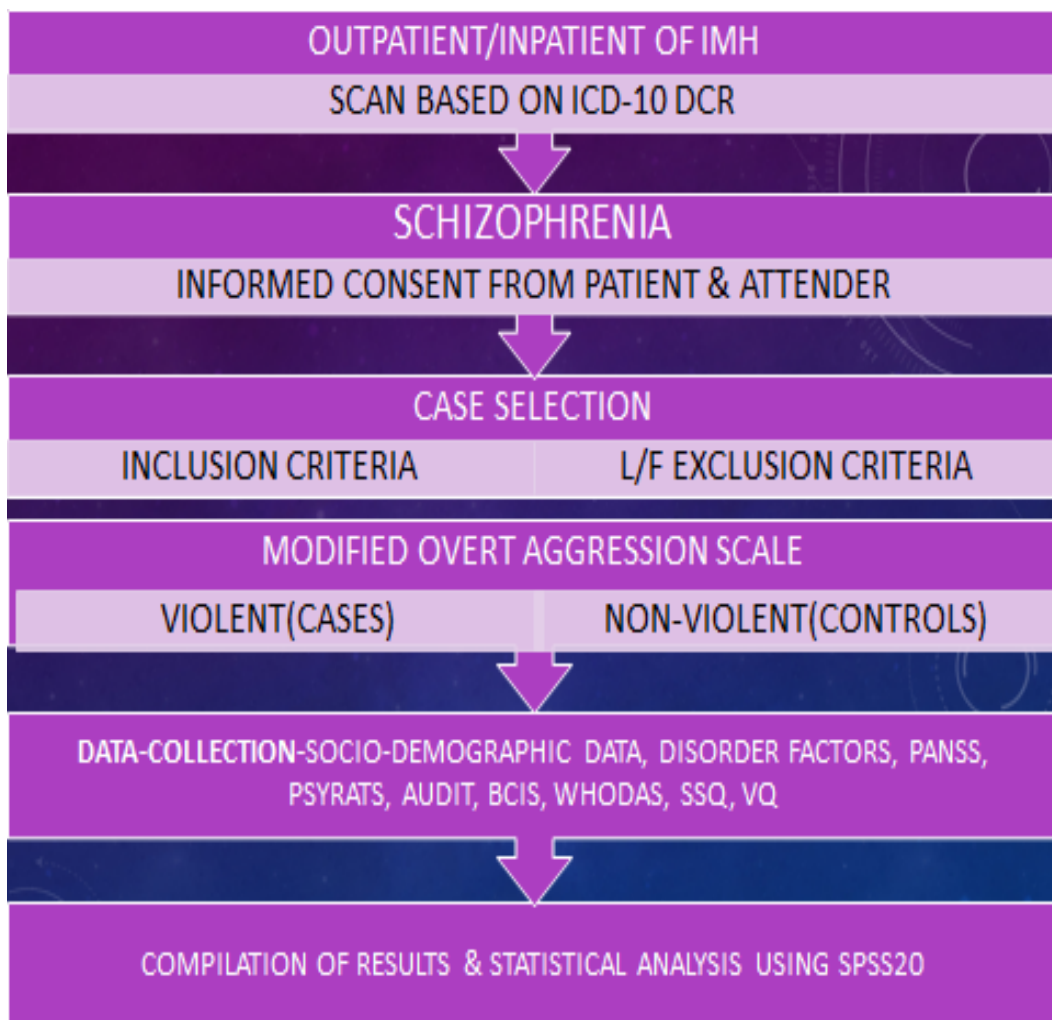 OUTPATIENT/INPATIENT OF IMH
SCAN BASED ON ICD-10 DCR
SCHIZOPHRENIA
INFORMED CONSENT FROM PATIENT & ATTENDER
CASE SELECTION
INCLUSION CRITERIA
L/F EXCLUSION CRITERIA
MODIFIED OVERT AGGRESSION SCALE
VIOLENT(CASES)
NON-VIOLENT(CONTROLS)
DATA-COLLECTION-SOCIO-DEMOGRAPHIC DATA, DISORDER FACTORS, PANSS,
PSYRATS, AUDIT, BCIS, WHODAS, SSQ, VQ
COMPILATION OF RESULTS & STATISTICAL ANALYSIS USING SPSS20